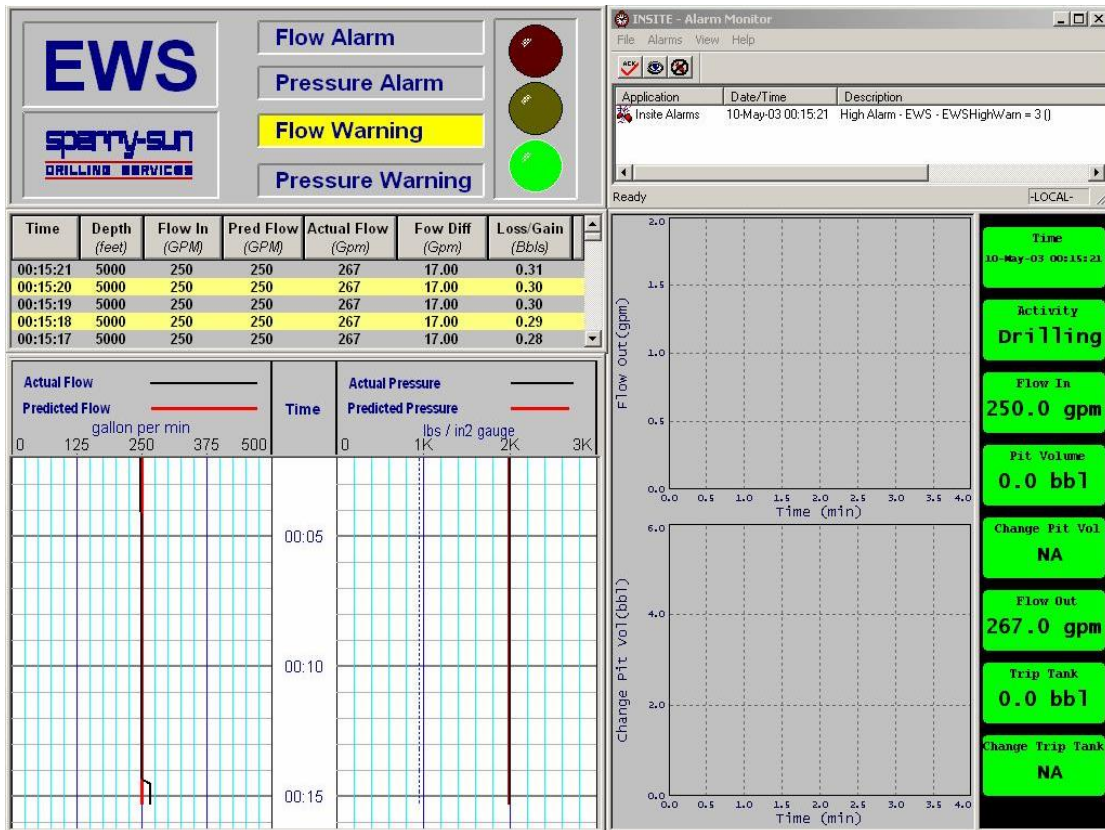 EWS
sperry-sun
DRILLING SERVICES
Flow Alarm
Pressure Alarm
Flow Warning
Pressure Warning
INSITE - Alarm Monitor
File Alarms View Help
ACK
Application Date/Time Description
Insite Alarms 10-May-03 00:15:21 High Alarm - EWS - EWSHighWarn = 3 ()
Ready -LOCAL-
Time Depth Flow In Pred Flow Actual Flow Fow Diff Loss/Gain
(feet) (GPM) (GPM) (Gpm) (Gpm) (Bbls)
00:15:21 5000 250 250 267 17.00 0.31
00:15:20 5000 250 250 267 17.00 0.30
00:15:19 5000 250 250 267 17.00 0.30
00:15:18 5000 250 250 267 17.00 0.29
00:15:17 5000 250 250 267 17.00 0.28
Actual Flow
Predicted Flow
gallon per min
0 125 250 375 500
Time
Actual Pressure
Predicted Pressure
lbs / in2 gauge
0 1K 2K 3K
00:05
00:10
00:15
Flow Out(gpm)
2.0
1.5
1.0
0.5
0.0
0.0 0.5 1.0 1.5 2.0 2.5 3.0 3.5 4.0
Time (min)
Change Pit Vol(bbl)
6.0
4.0
2.0
0.0
0.0 0.5 1.0 1.5 2.0 2.5 3.0 3.5 4.0
Time (min)
Time
10-May-03 00:15:21
Activity
Drilling
Flow In
250.0 gpm
Pit Volume
0.0 bbl
Change Pit Vol
NA
Flow Out
267.0 gpm
Trip Tank
0.0 bbl
Change Trip Tank
NA